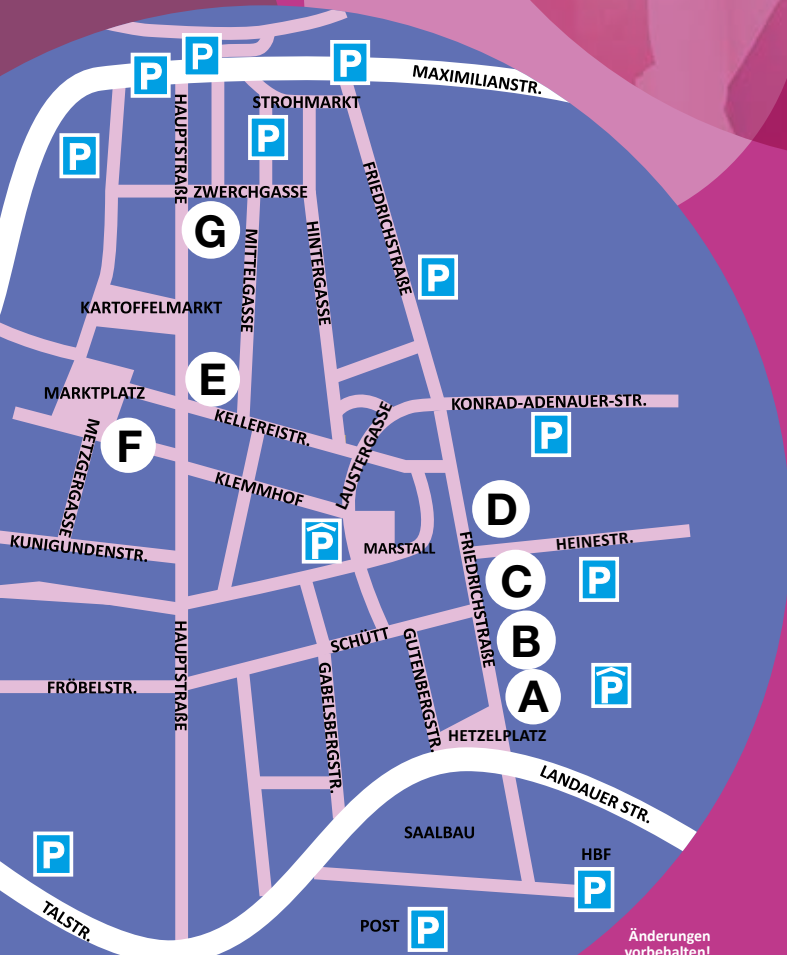 P
P
P
MAXIMILIANSTR.
STROHMARKT
HAUPTSTRAßE
P
P
FRIEDRICHSTRAßE
ZWERCHGASSE
G
MITTELGASSE
HINTERGASSE
P
KARTOFFELMARKT
E
MARKTPLATZ
KONRAD-ADENAUER-STR.
KELLEREISTR.
LAUSTERGASSE
P
METZGERGASSE
F
KLEMMHOF
D
KUNIGUNDENSTR.
P
MARSTALL
FRIEDRICHSTRAßE
HEINESTR.
C
P
HAUPTSTRAßE
SCHÜTT
GUTENBERGSTR.
B
FRÖBELSTR.
GABELSBERGSTR.
A
P
HETZELPLATZ
LANDAUER STR.
SAALBAU
P
HBF
P
TALSTR.
POST
P
Änderungen
vorbehalten!